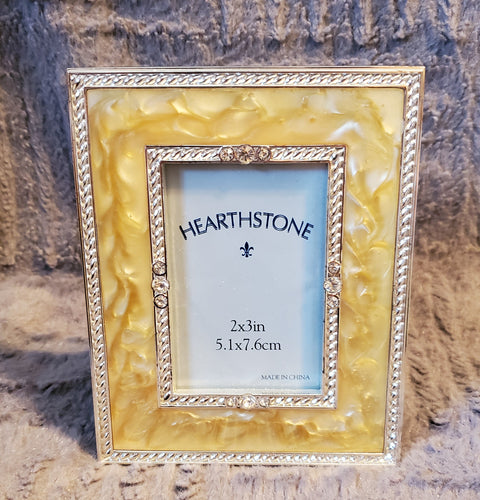 HEARTHSTONE
2x3in
5.1x7.6cm
MADE IN CHINA